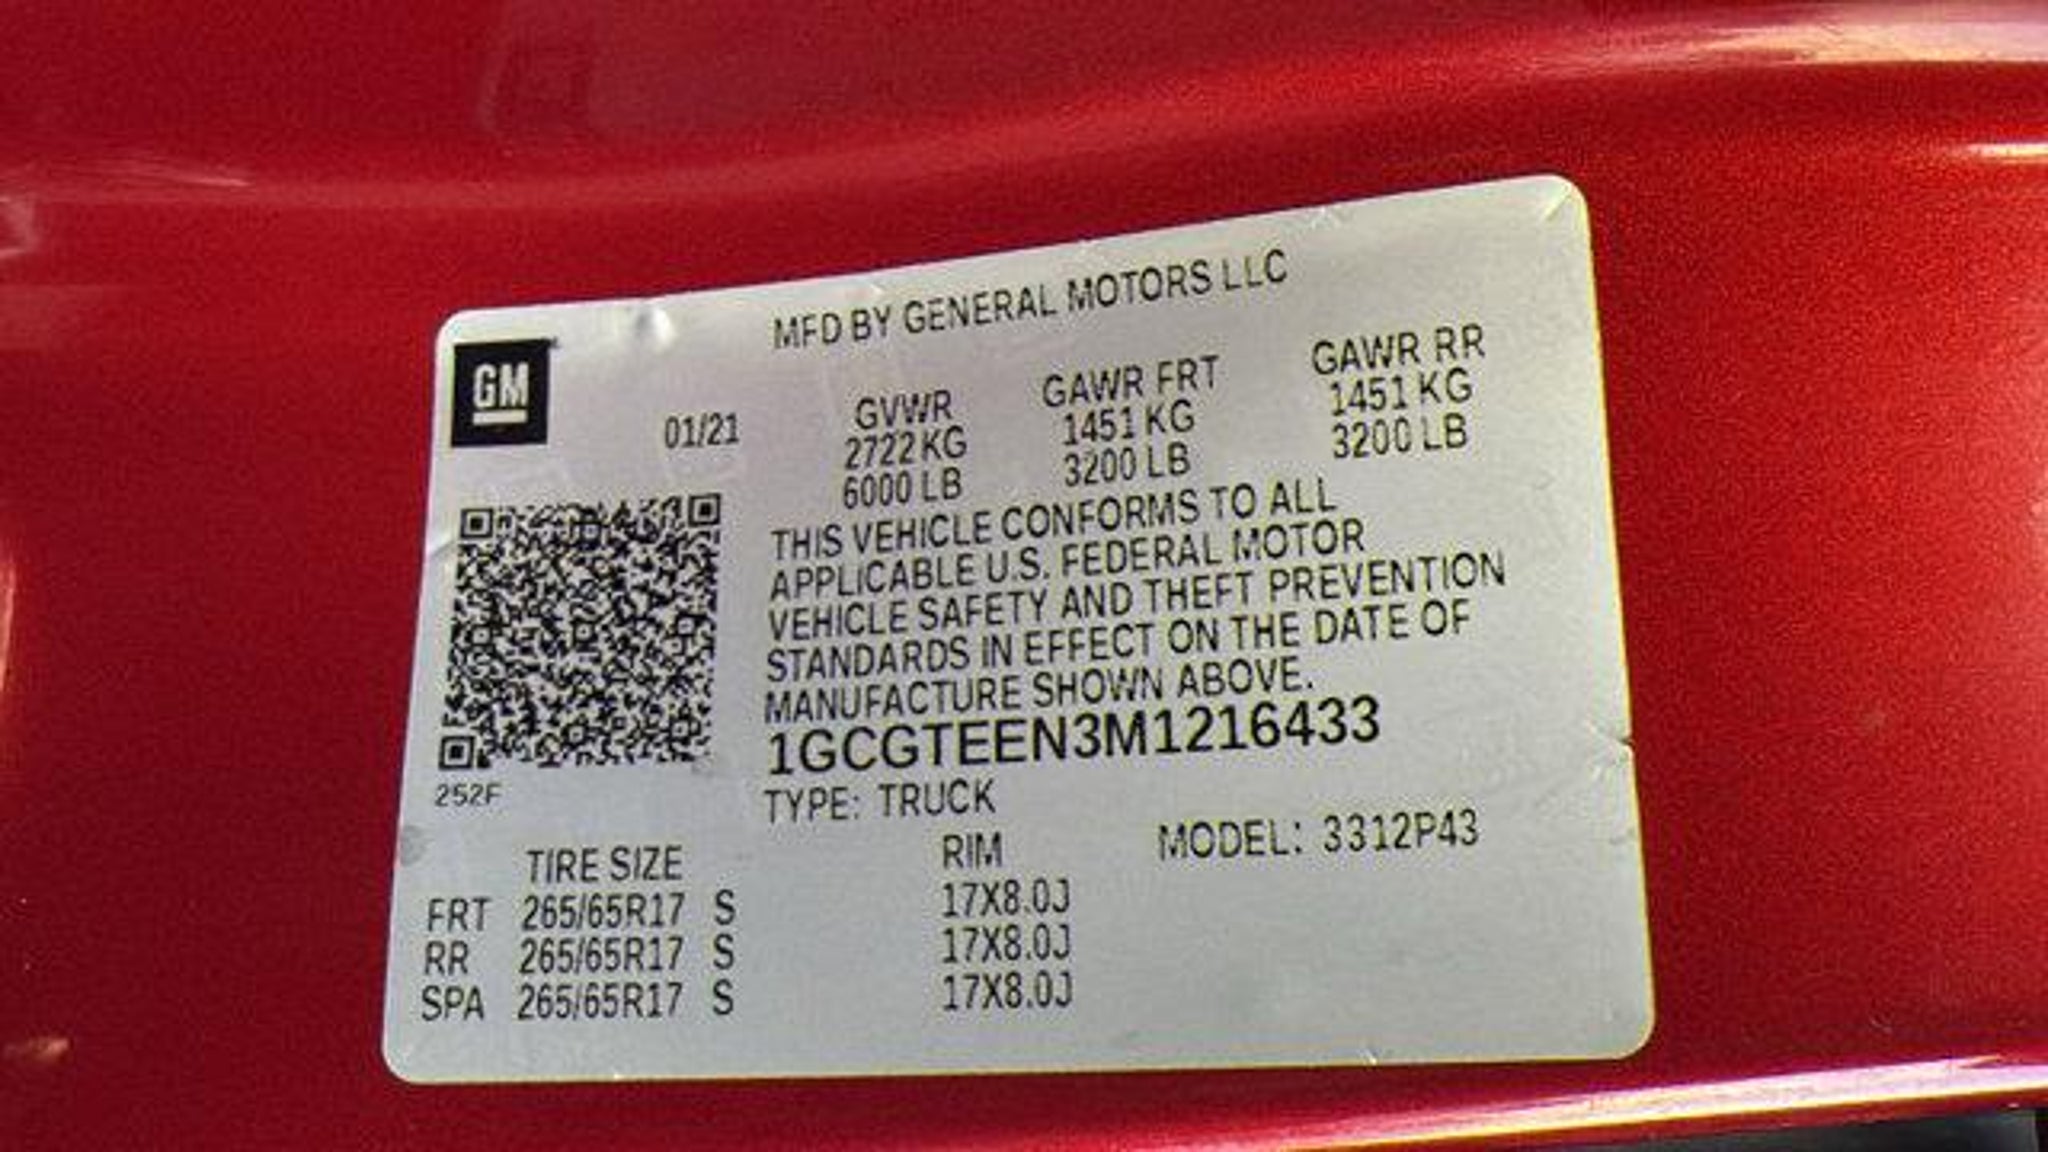 MFD BY GENERAL MOTORS LLC
GM
01/21
GVWR GAWR FRT GAWR RR
2722 KG 1451 KG 1451 KG
6000 LB 3200 LB 3200 LB
THIS VEHICLE CONFORMS TO ALL
APPLICABLE U.S. FEDERAL MOTOR
VEHICLE SAFETY AND THEFT PREVENTION
STANDARDS IN EFFECT ON THE DATE OF
MANUFACTURE SHOWN ABOVE.
1GCGTEEN3M1216433
252F
TYPE: TRUCK
MODEL: 3312P43
TIRE SIZE RIM
FRT 265/65R17 S 17X8.0J
RR 265/65R17 S 17X8.0J
SPA 265/65R17 S 17X8.0J